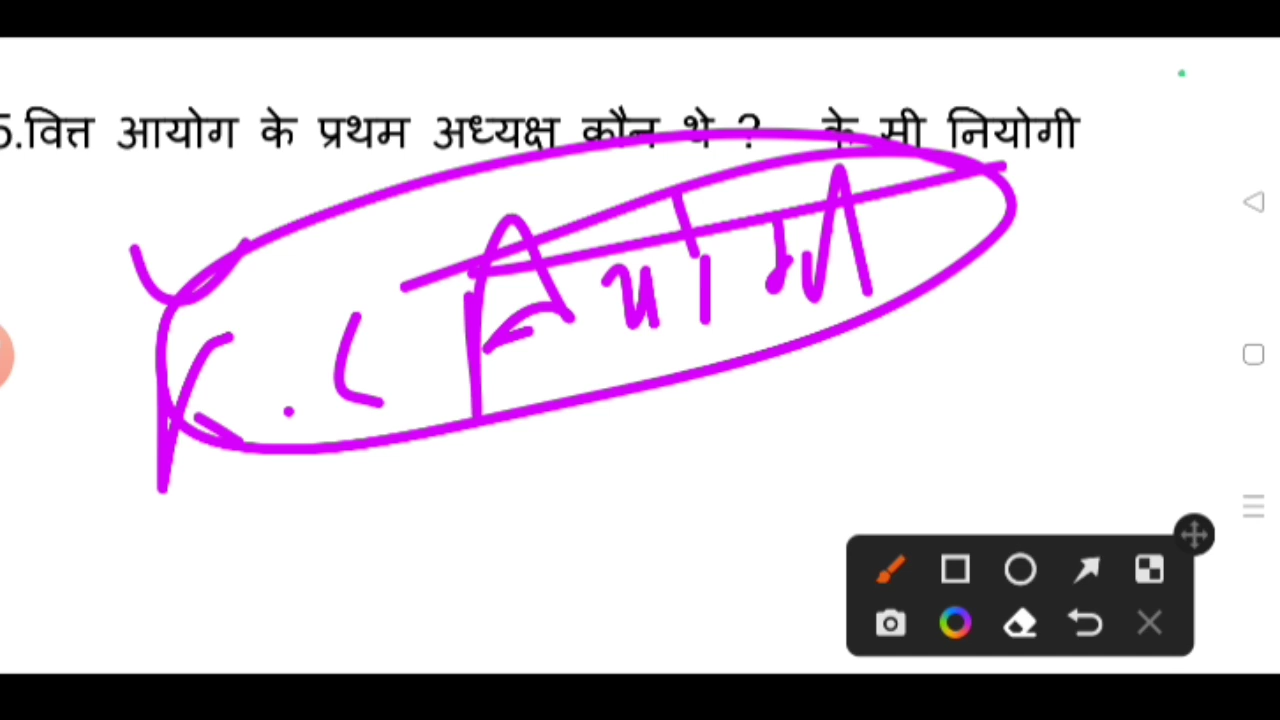 5.वित्त आयोग के प्रथम अध्यक्ष कौन थे ? के सी नियोगी
K. C नियोगी